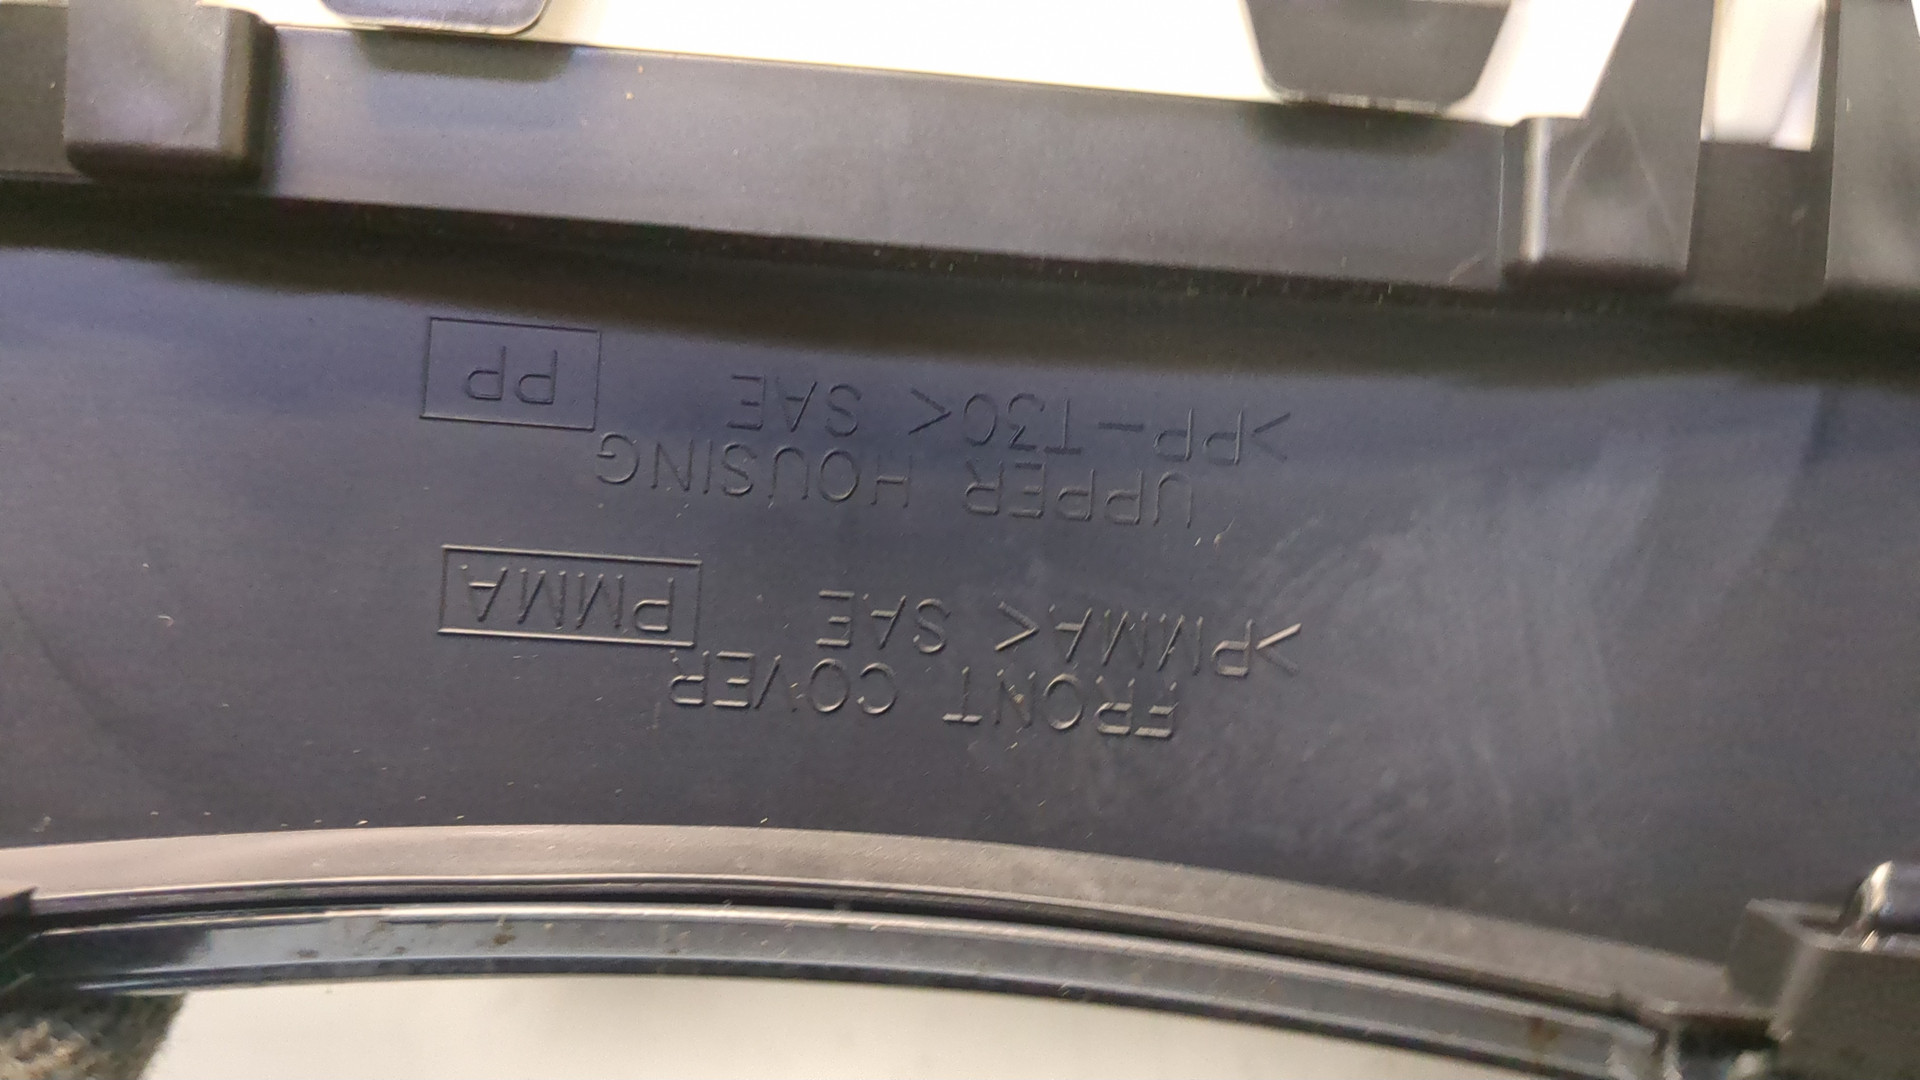 FRONT COVER
>PMMA< SAE PMMA
UPPER HOUSING
>PP-T30< SAE PP